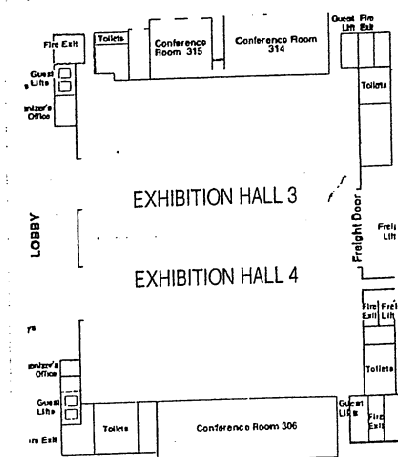 Guest Fire
Lift Exit
Fire Exit
Toilets
Conference
Room 315
Conference Room
314
Guest
Lifts
Office
Toilets
EXHIBITION HALL 3
LOBBY
Freight Door
Lift
EXHIBITION HALL 4
Fire
Exit
Lift
Office
Toilets
Guest
Lifts
Guest
Lifts
Toilets
Conference Room 306
Fire
Exit
Exit